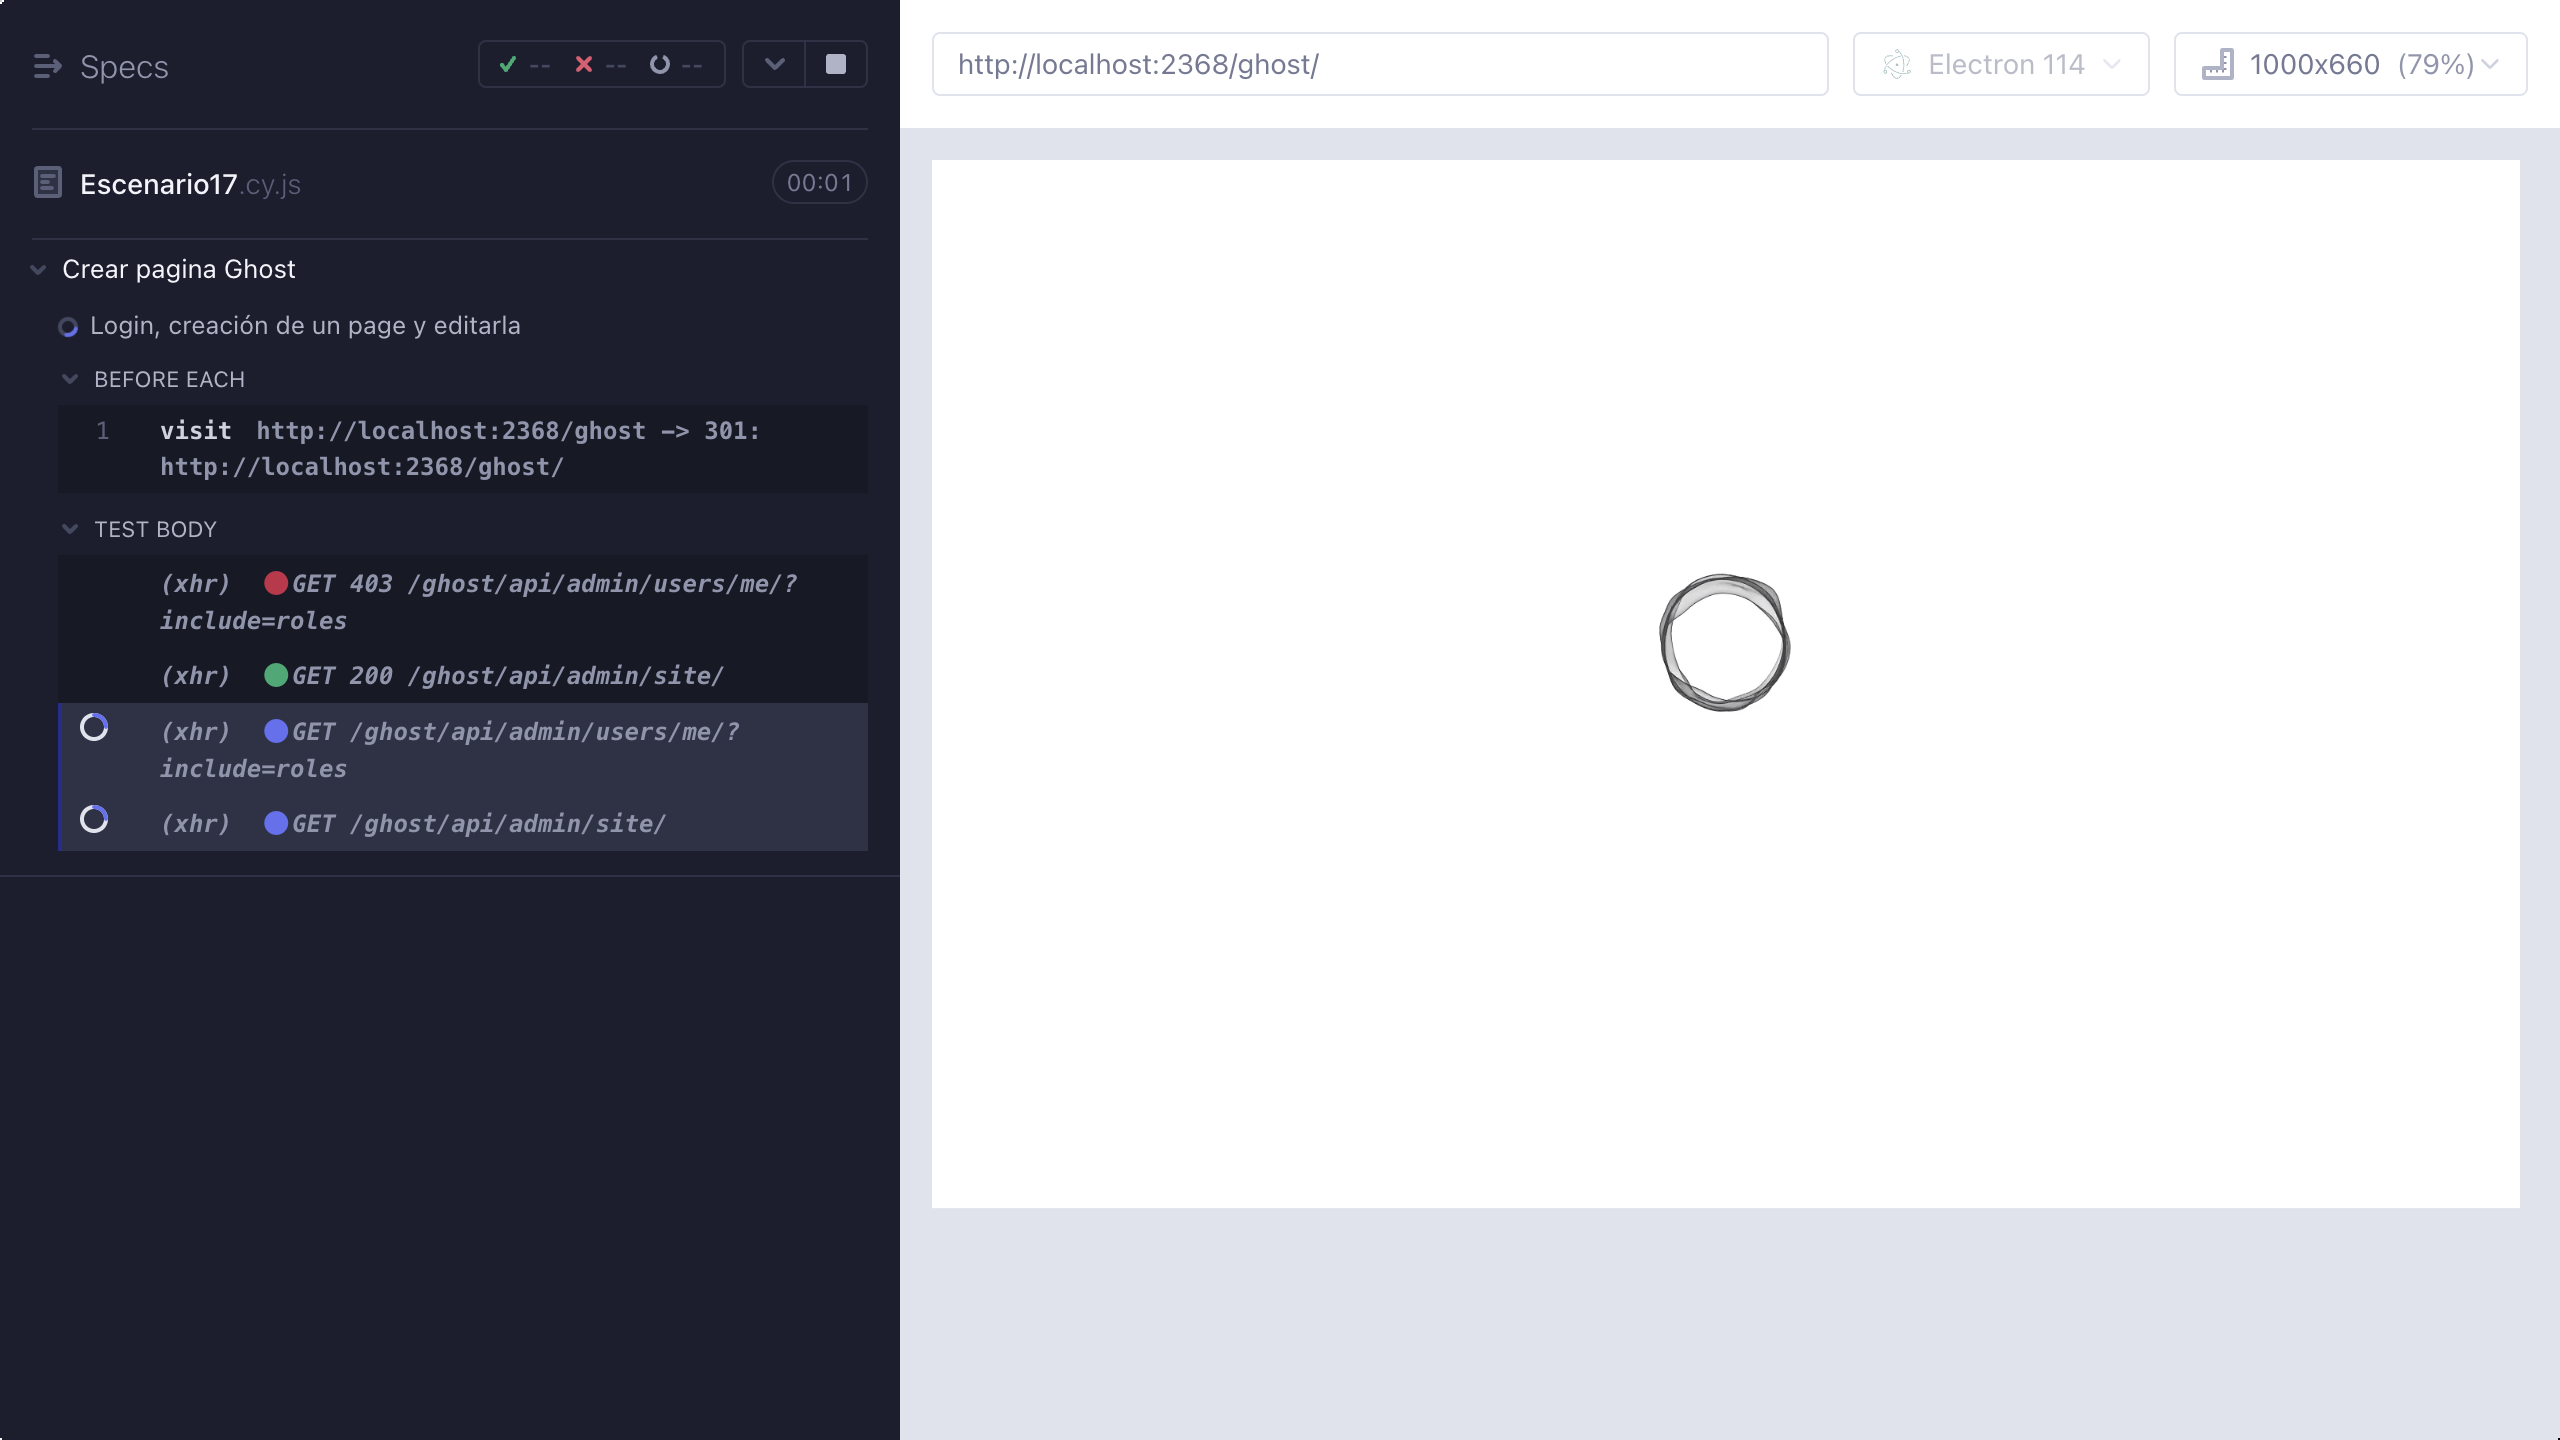 Specs
-- -- --
http://localhost:2368/ghost/
Electron 114
1000x660 (79%)
Escenario17.cy.js
00:01
Crear pagina Ghost
Login, creación de un page y editarla
BEFORE EACH
1 visit http://localhost:2368/ghost –> 301:
http://localhost:2368/ghost/
TEST BODY
(xhr) GET 403 /ghost/api/admin/users/me/?
include=roles
(xhr) GET 200 /ghost/api/admin/site/
(xhr) GET /ghost/api/admin/users/me/?
include=roles
(xhr) GET /ghost/api/admin/site/